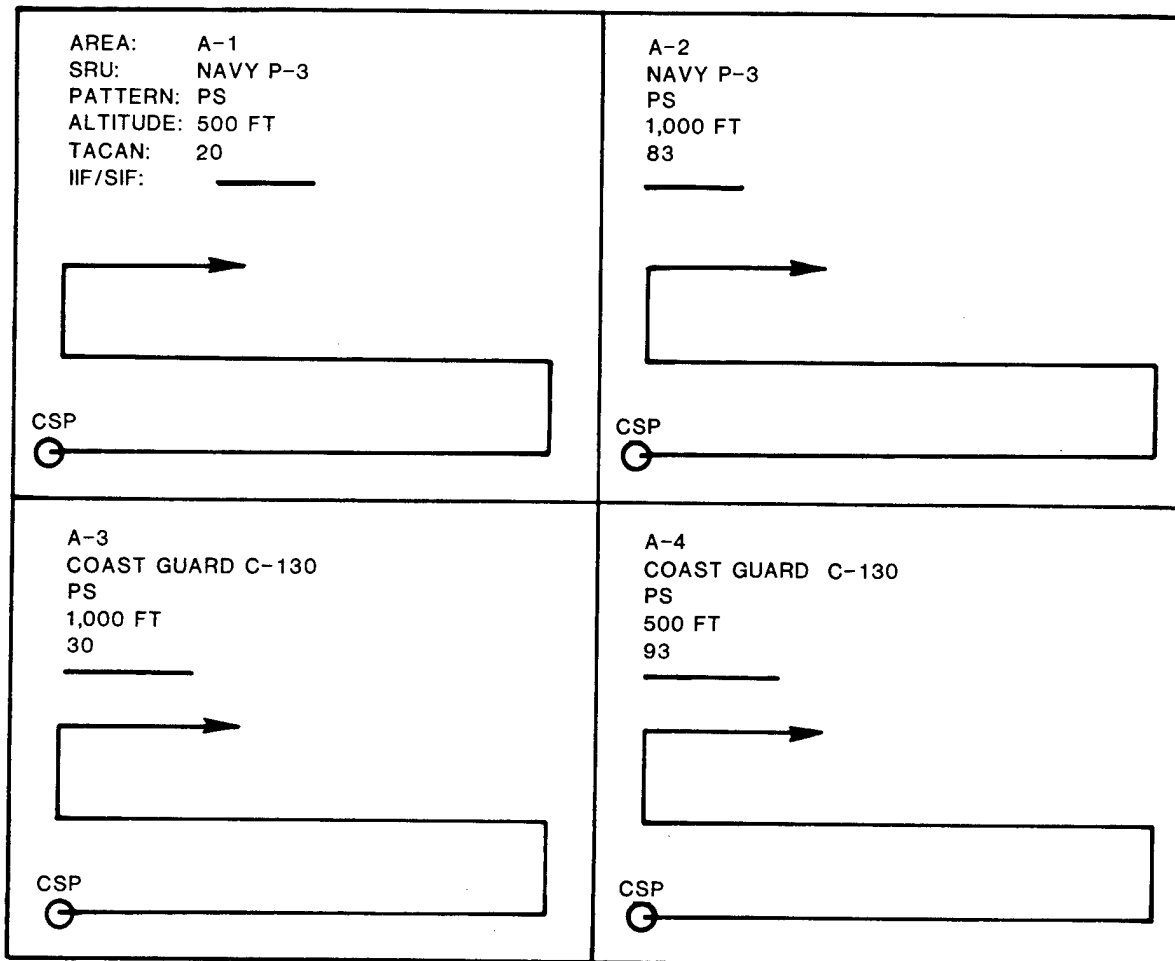 AREA: A-1
SRU: NAVY P-3
PATTERN: PS
ALTITUDE: 500 FT
TACAN: 20
IIF/SIF:
CSP
A-2
NAVY P-3
PS
1,000 FT
83
CSP
A-3
COAST GUARD C-130
PS
1,000 FT
30
CSP
A-4
COAST GUARD C-130
PS
500 FT
93
CSP